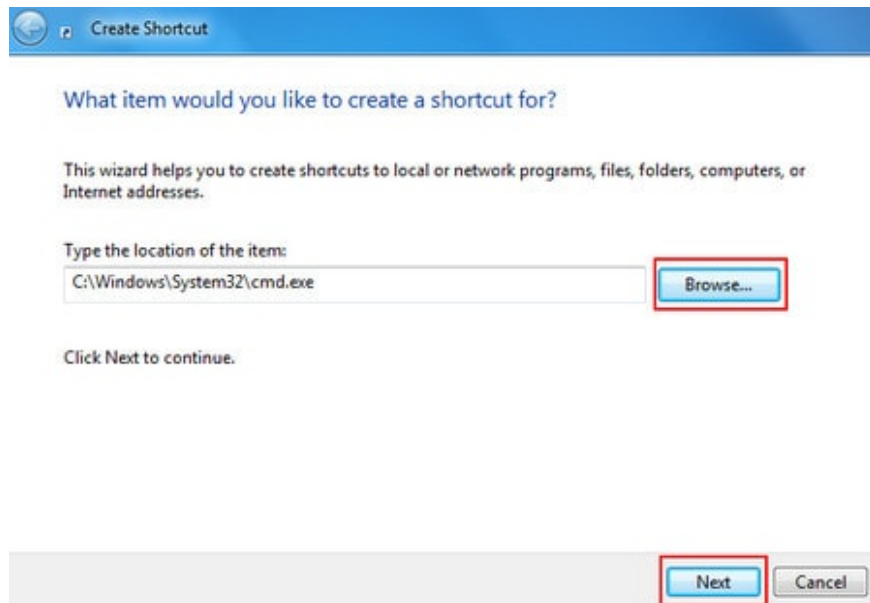 Create Shortcut
What item would you like to create a shortcut for?
This wizard helps you to create shortcuts to local or network programs, files, folders, computers, or
Internet addresses.
Type the location of the item:
C:\Windows\System32\cmd.exe
Browse...
Click Next to continue.
Next
Cancel